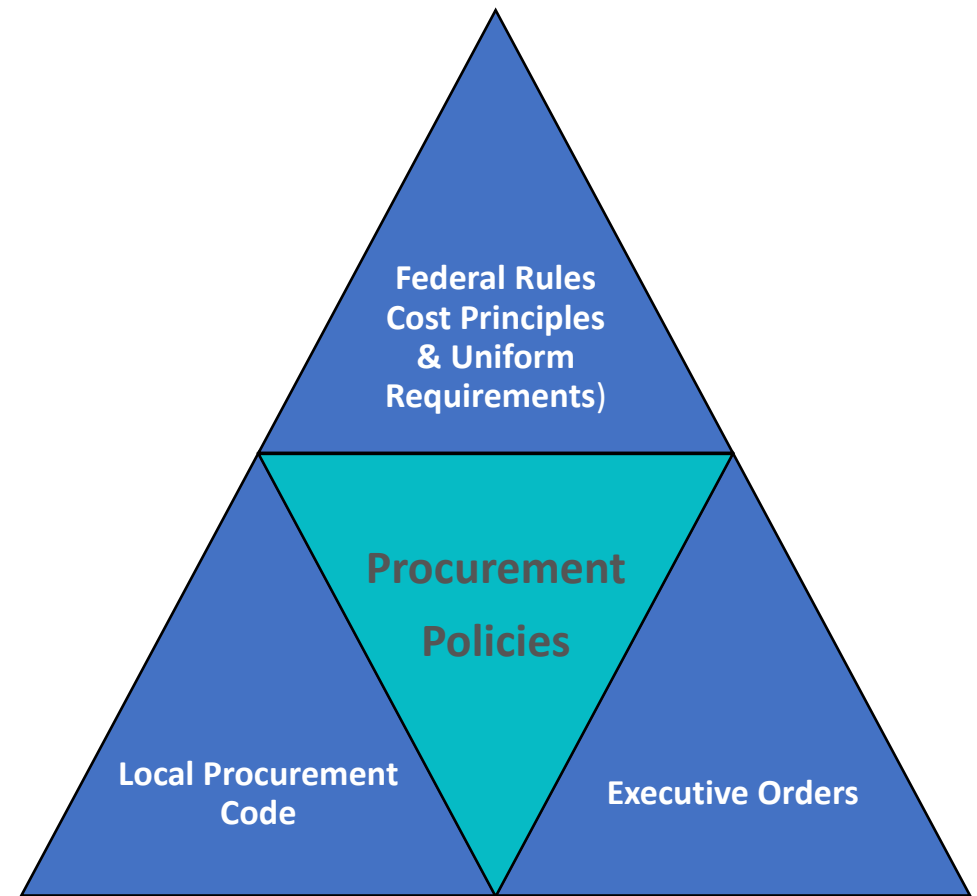 Federal Rules
Cost Principles
& Uniform
Requirements)
Procurement
Policies
Local Procurement
Code
Executive Orders